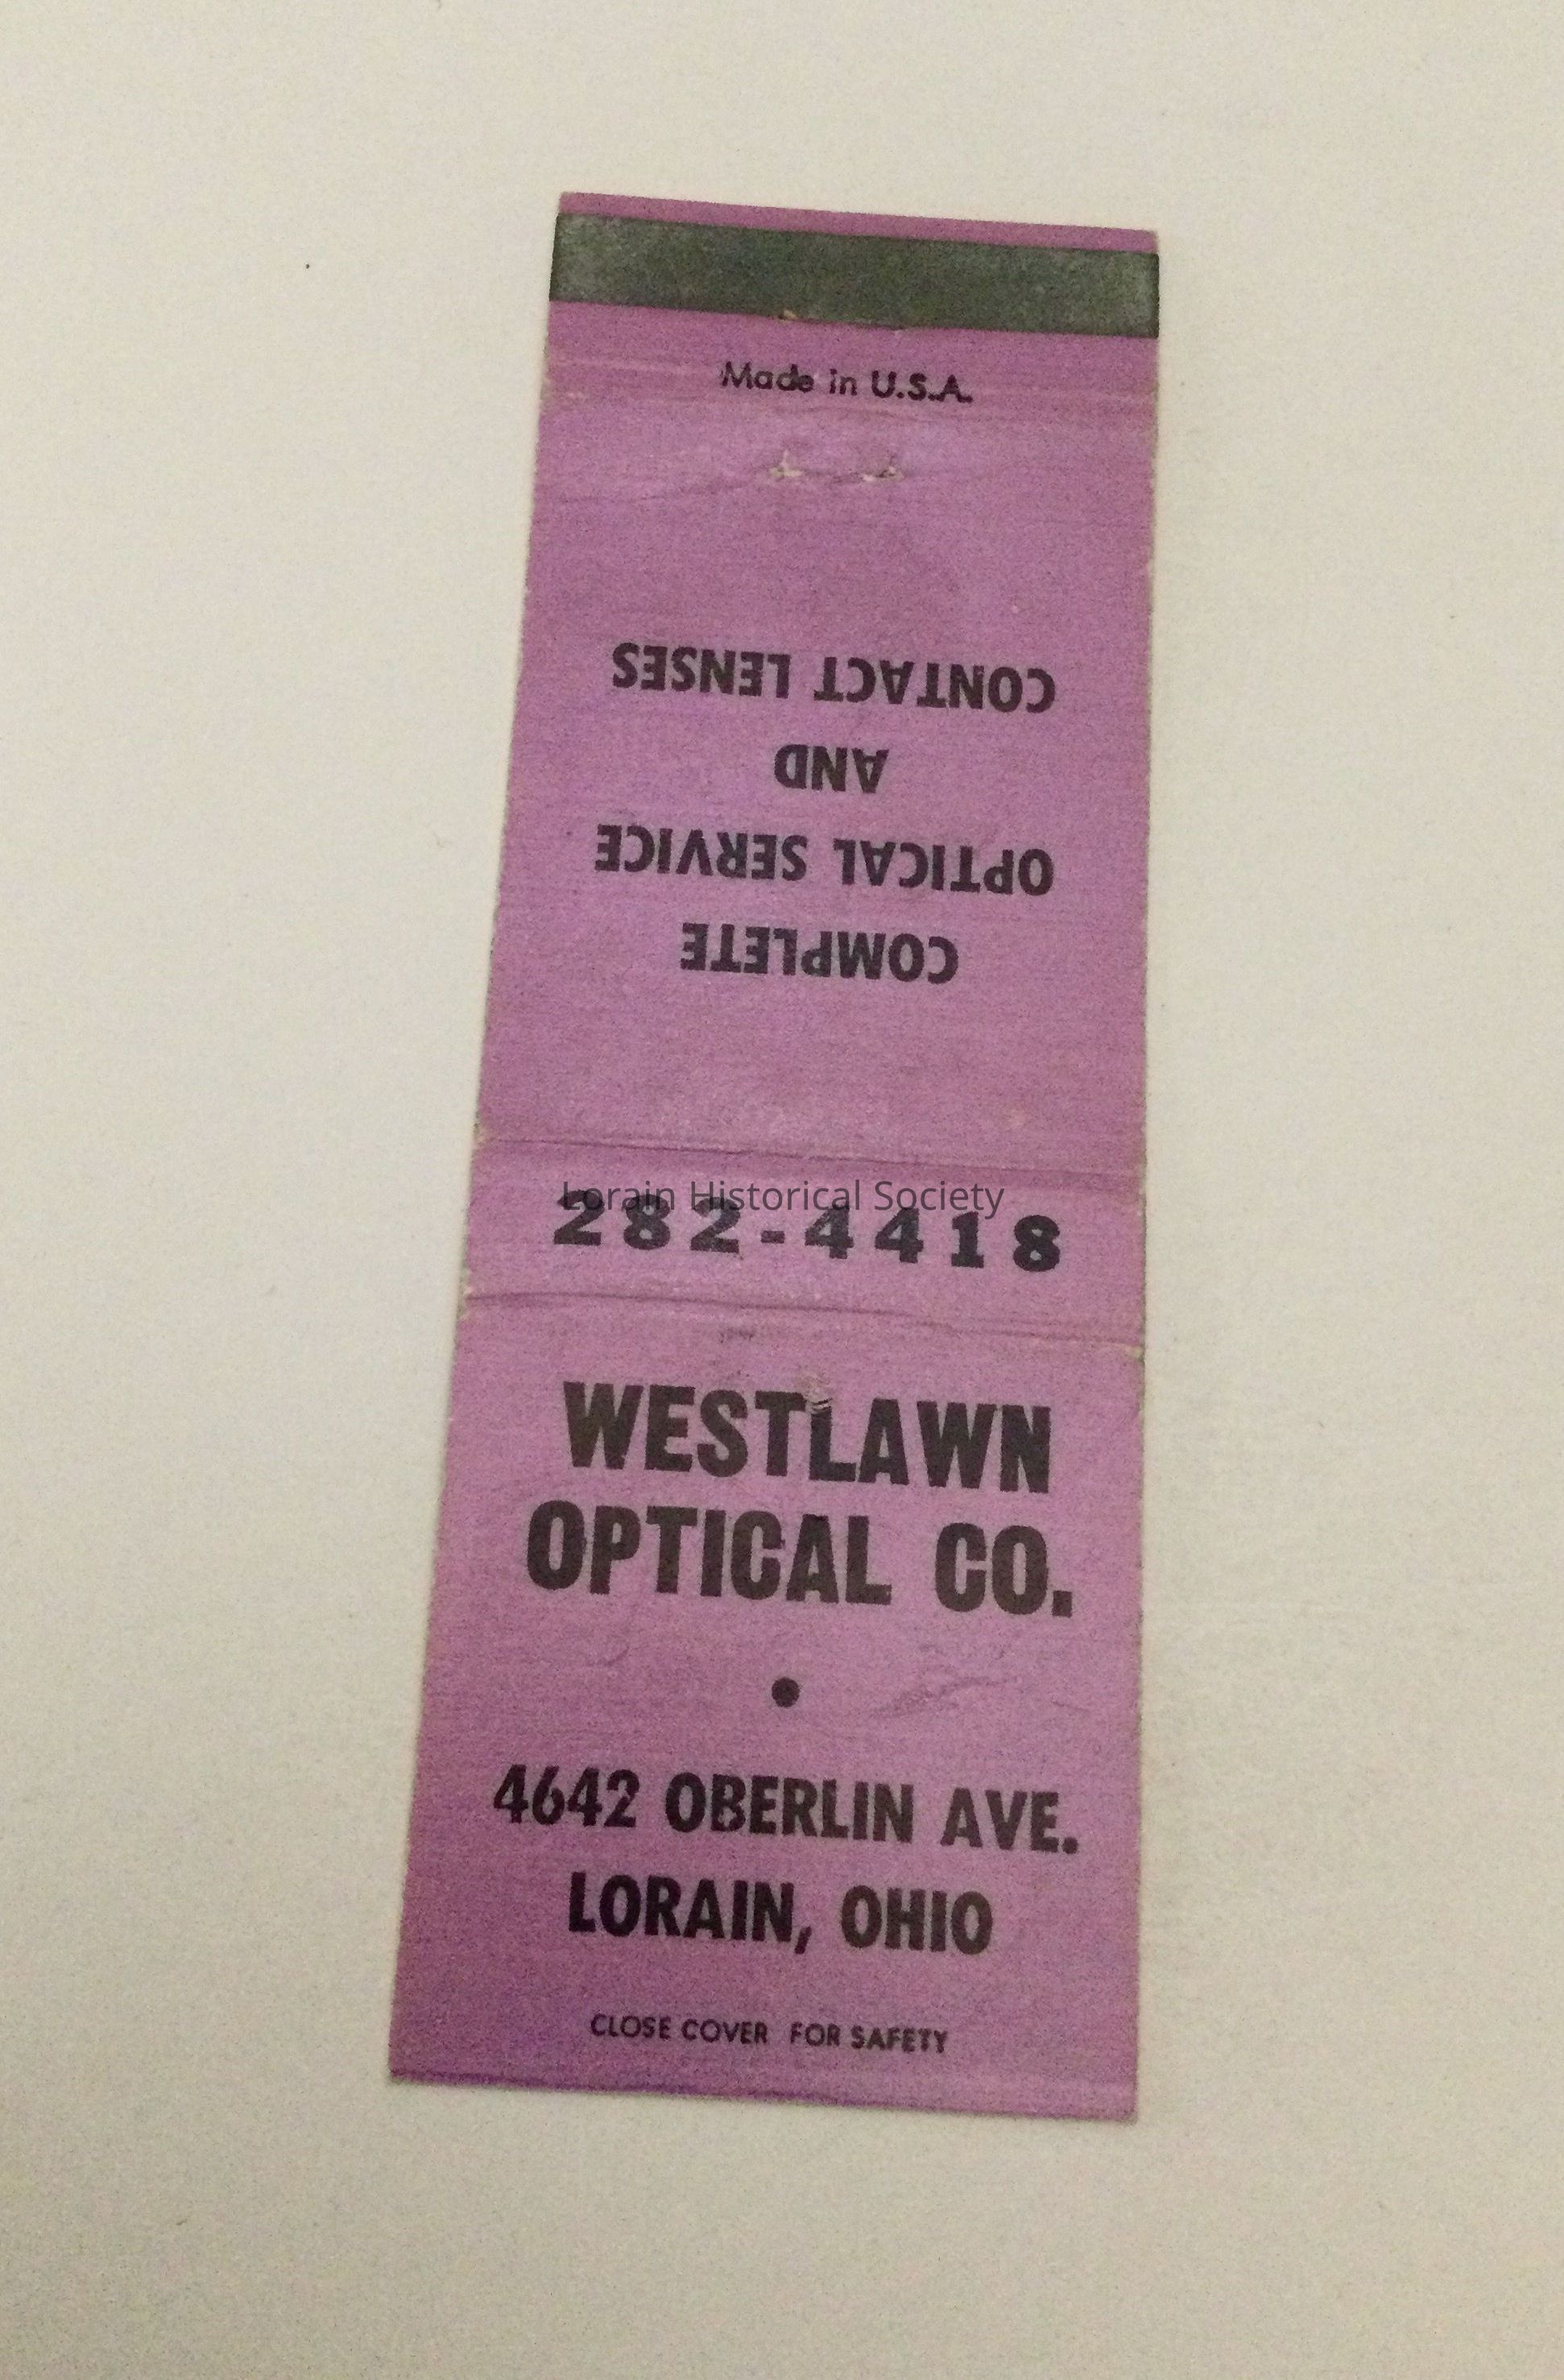 Made in U.S.A.
COMPLETE
OPTICAL SERVICE
AND
CONTACT LENSES
Lorain Historical Society
282-4418
WESTLAWN
OPTICAL CO.
•
4642 OBERLIN AVE.
LORAIN, OHIO
CLOSE COVER FOR SAFETY